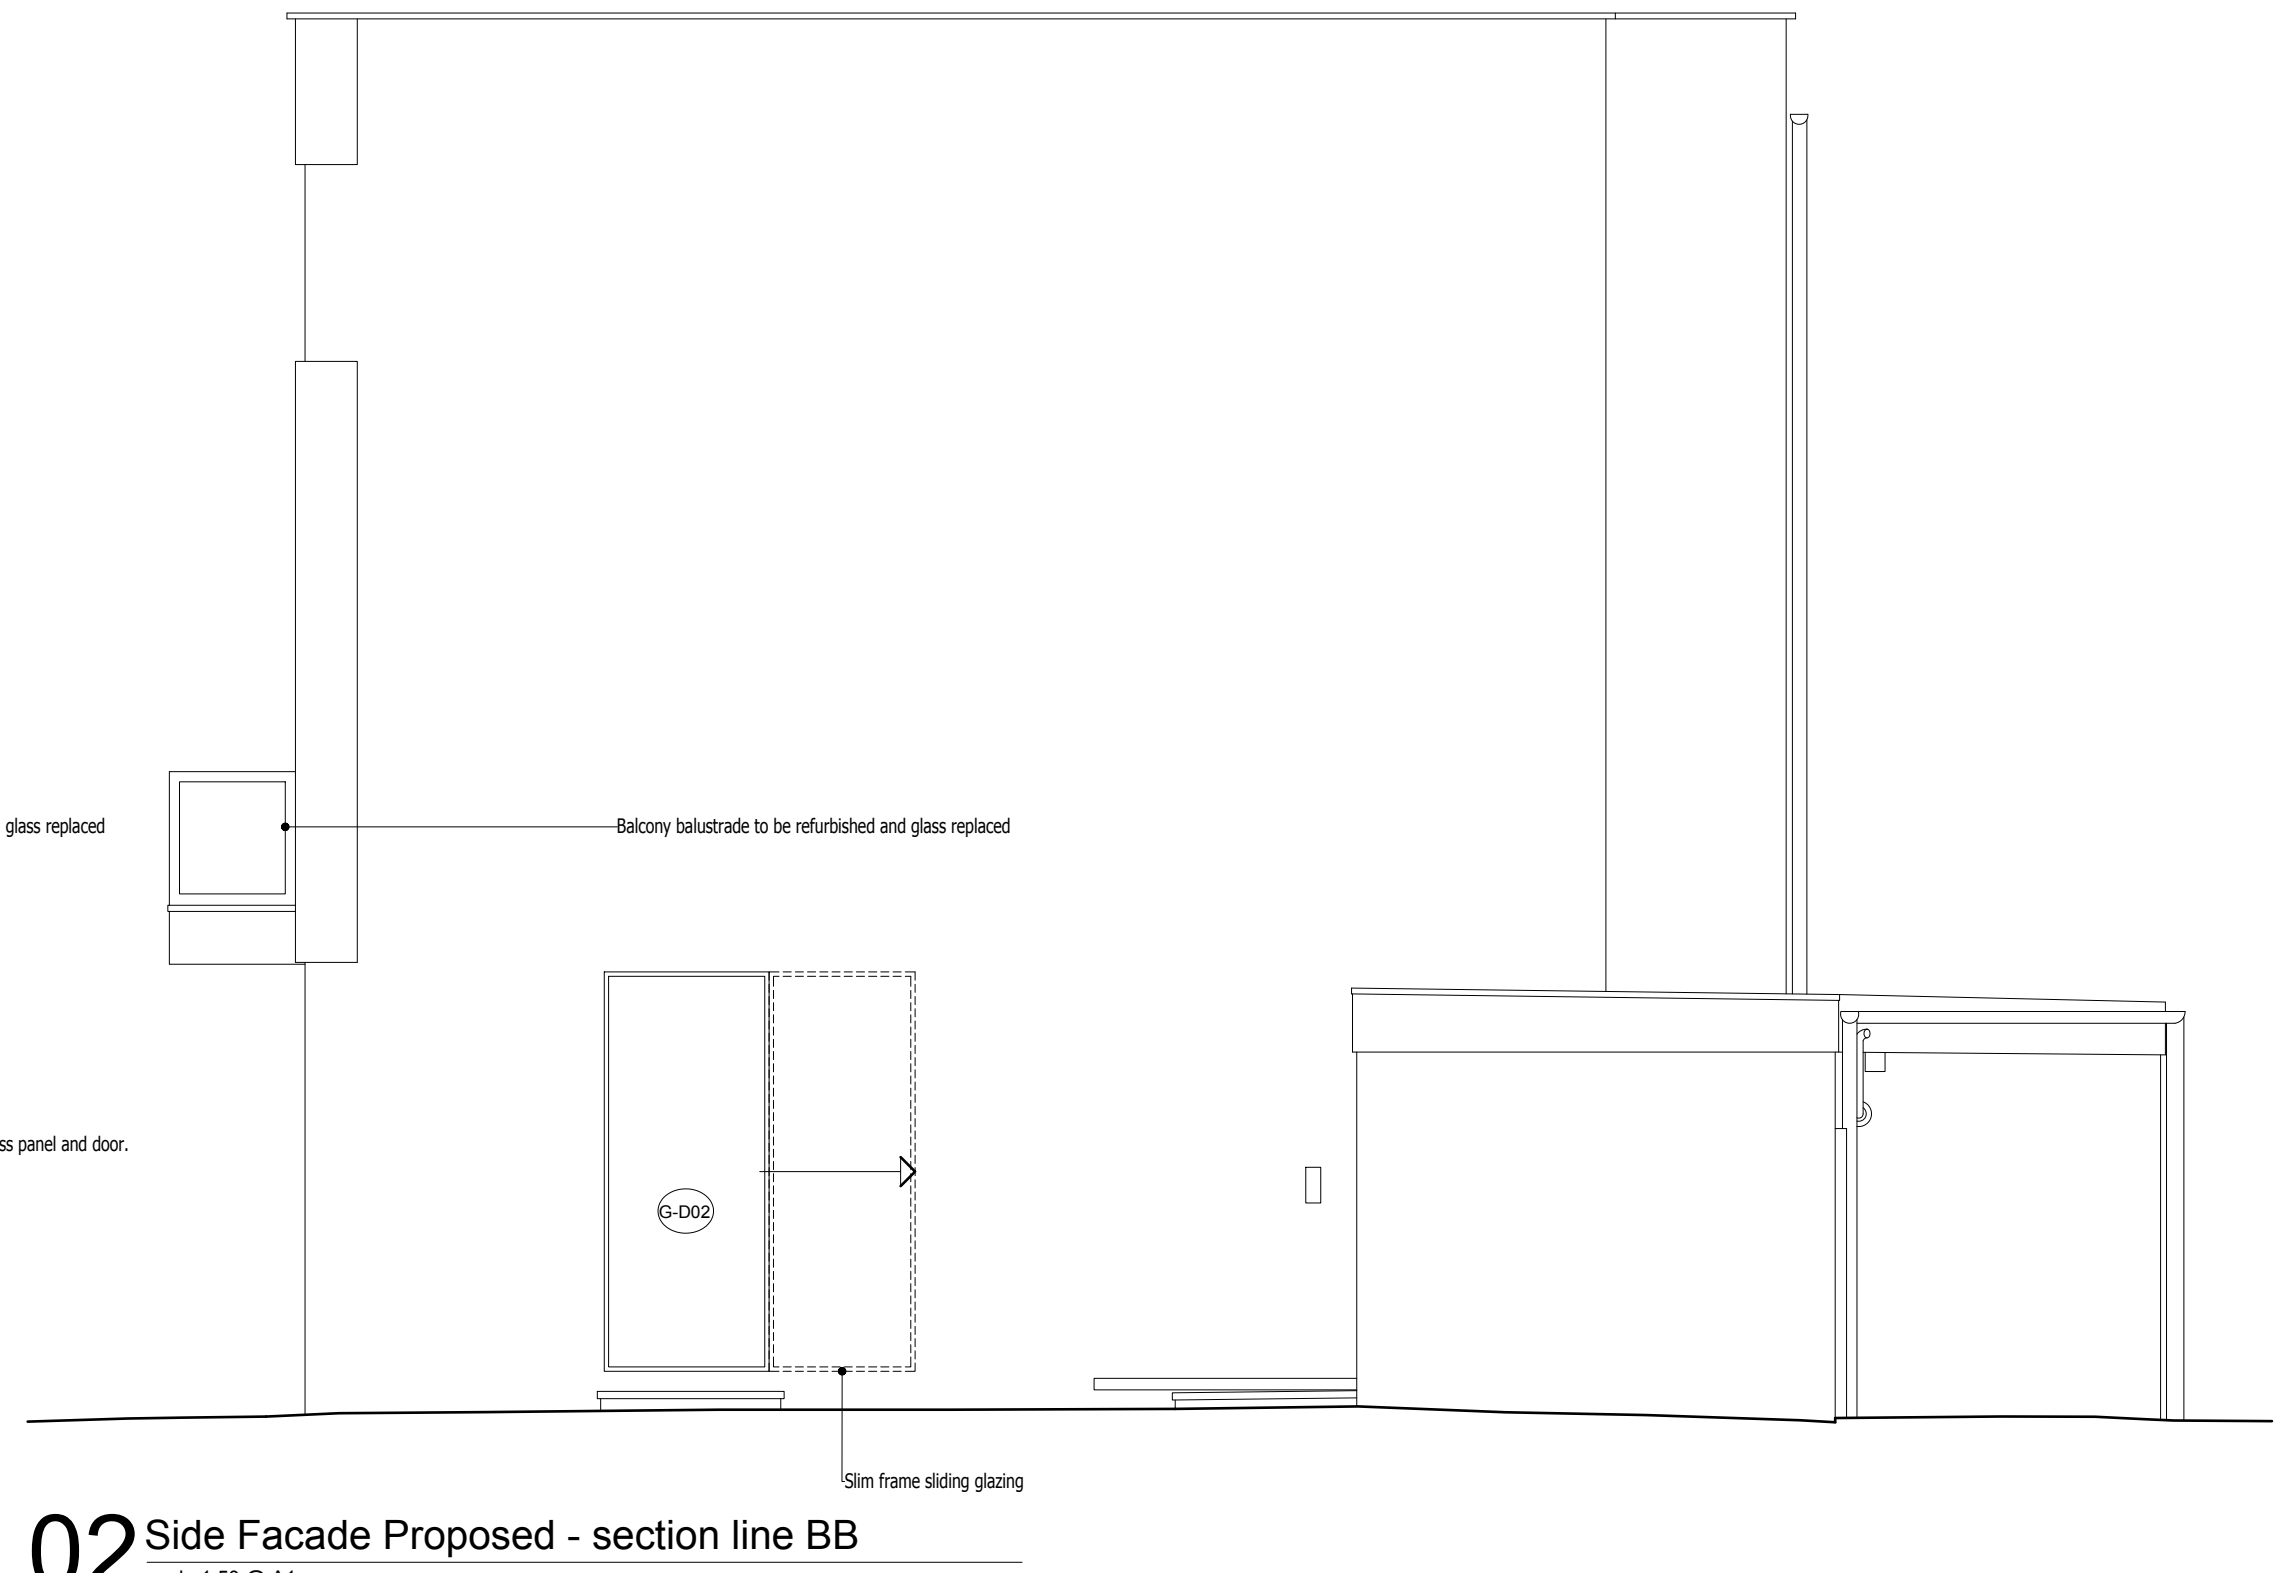 glass replaced
Balcony balustrade to be refurbished and glass replaced
panel and door.
G-D02
Slim frame sliding glazing
02
Side Facade Proposed - section line BB